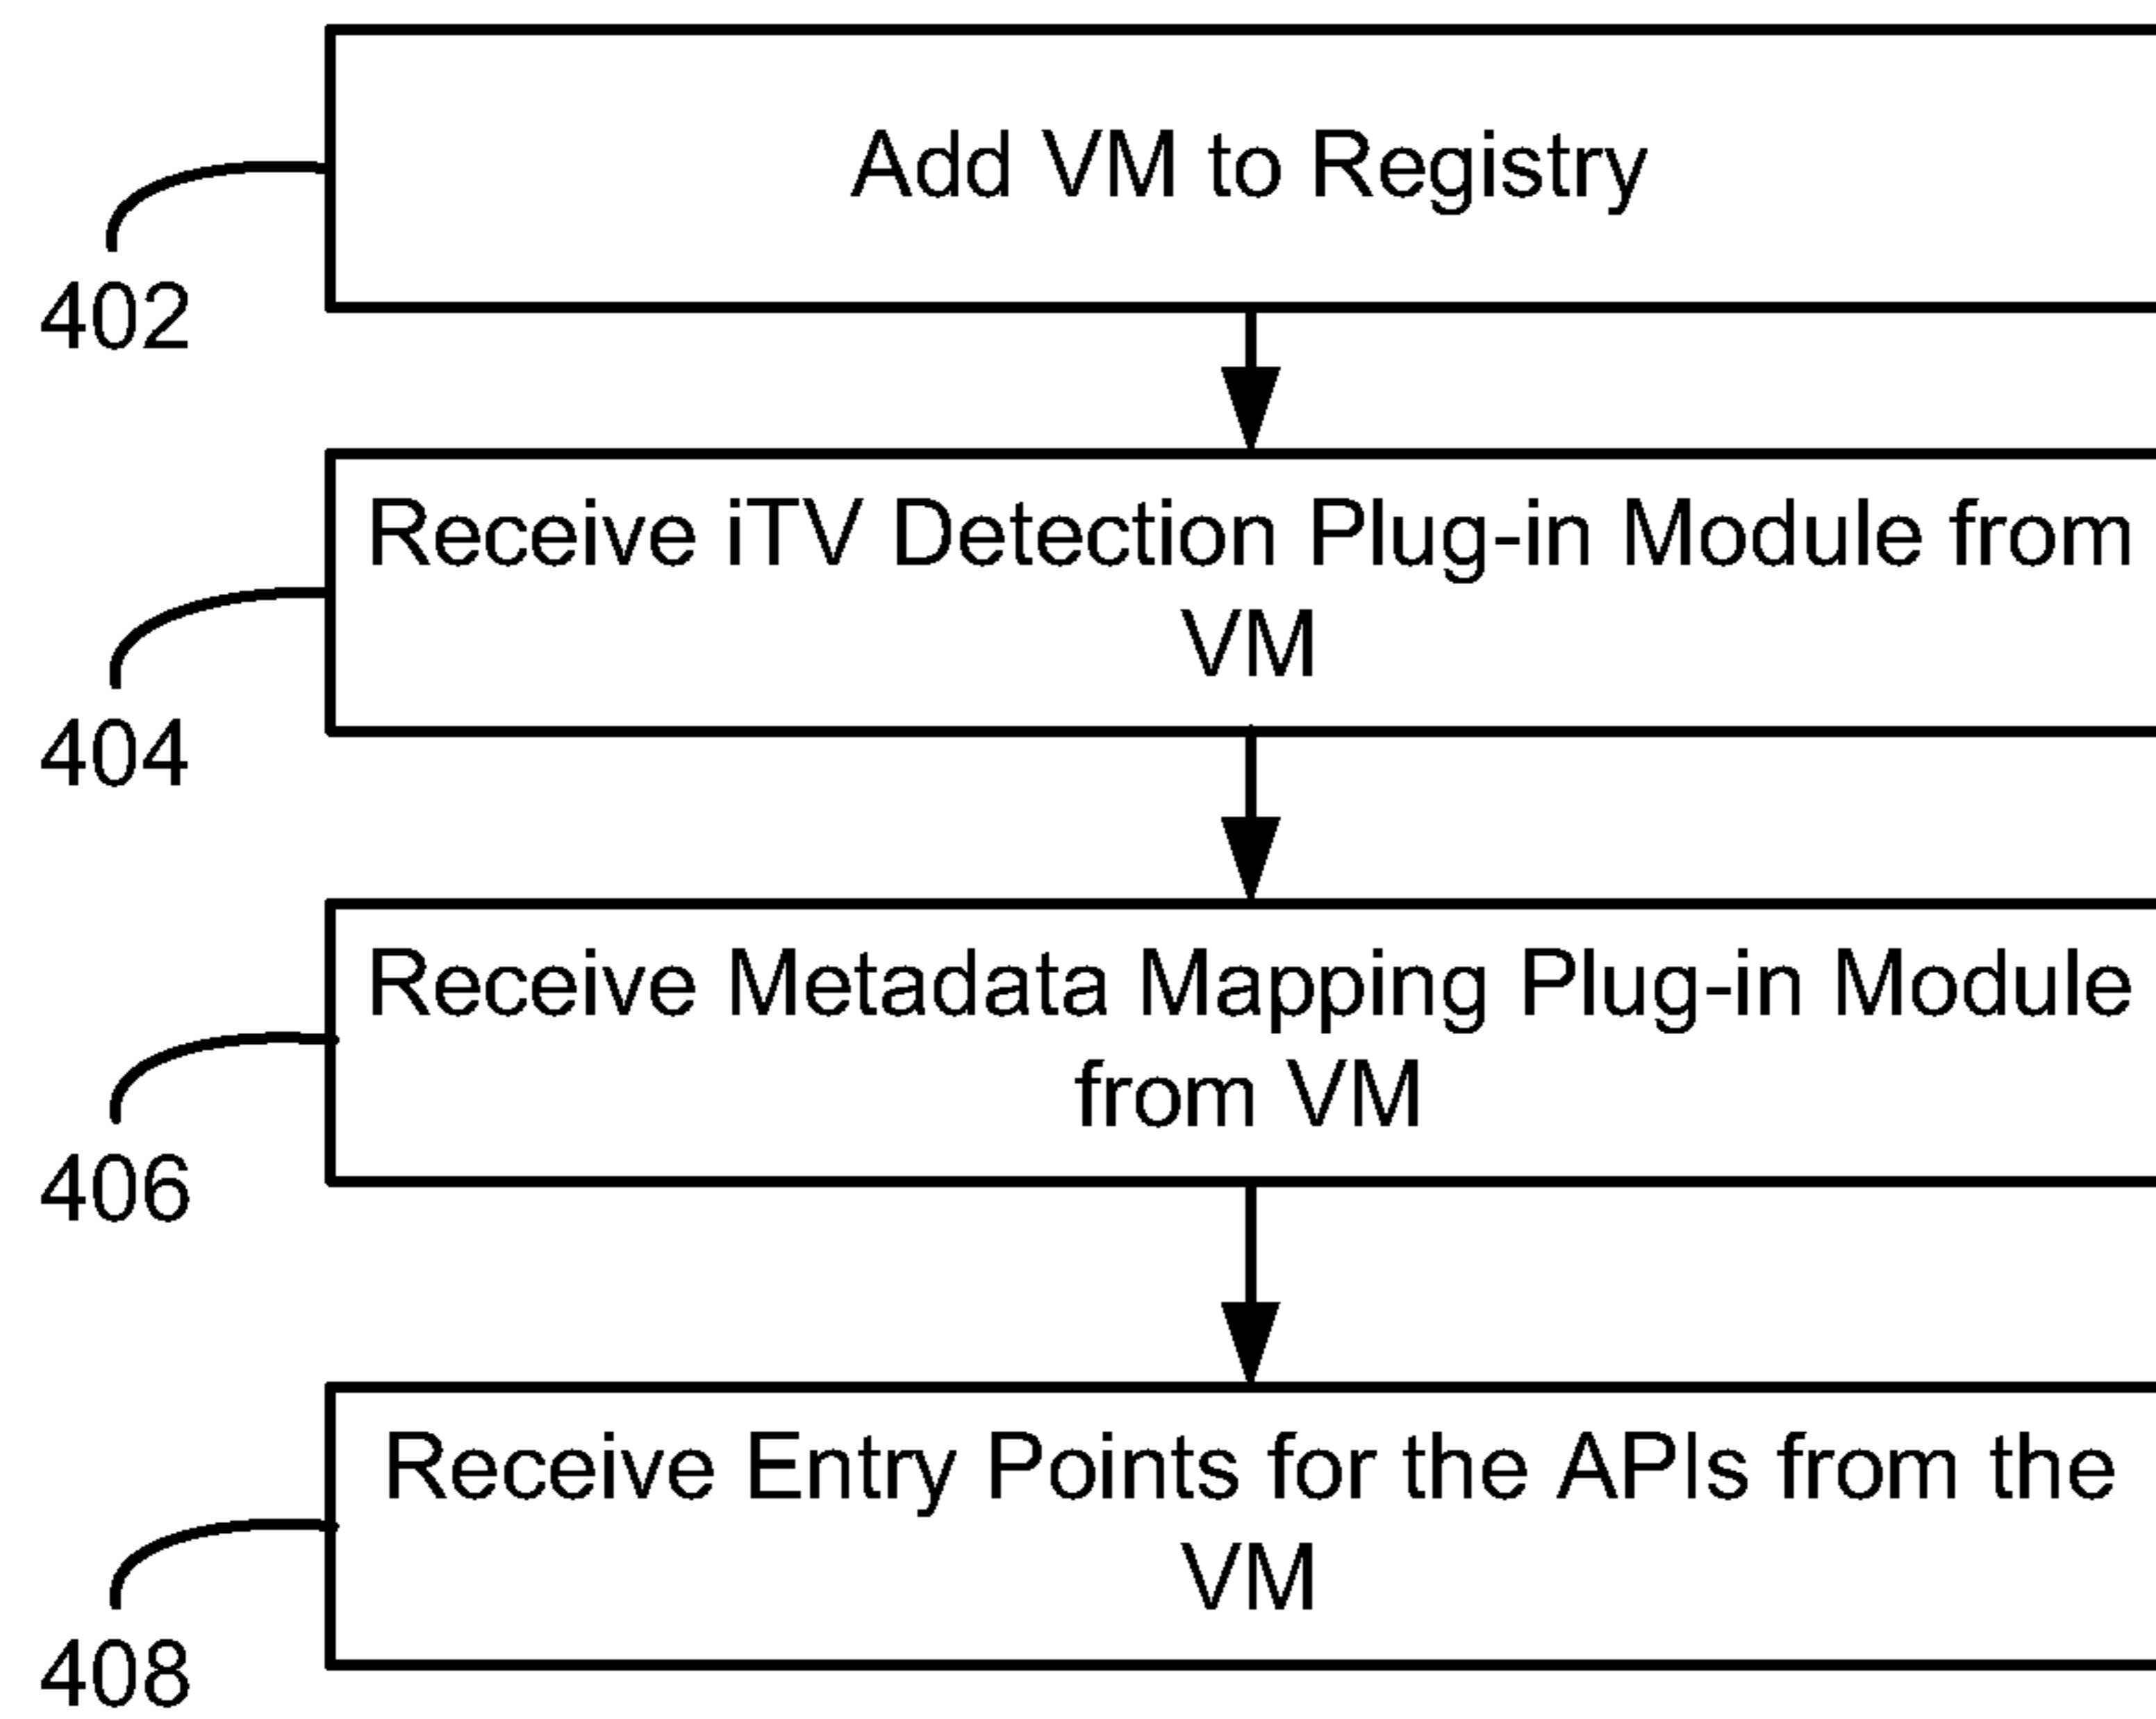 Add VM to Registry
402
Receive iTV Detection Plug-in Module from
VM
404
Receive Metadata Mapping Plug-in Module
from VM
406
Receive Entry Points for the APIs from the
VM
408